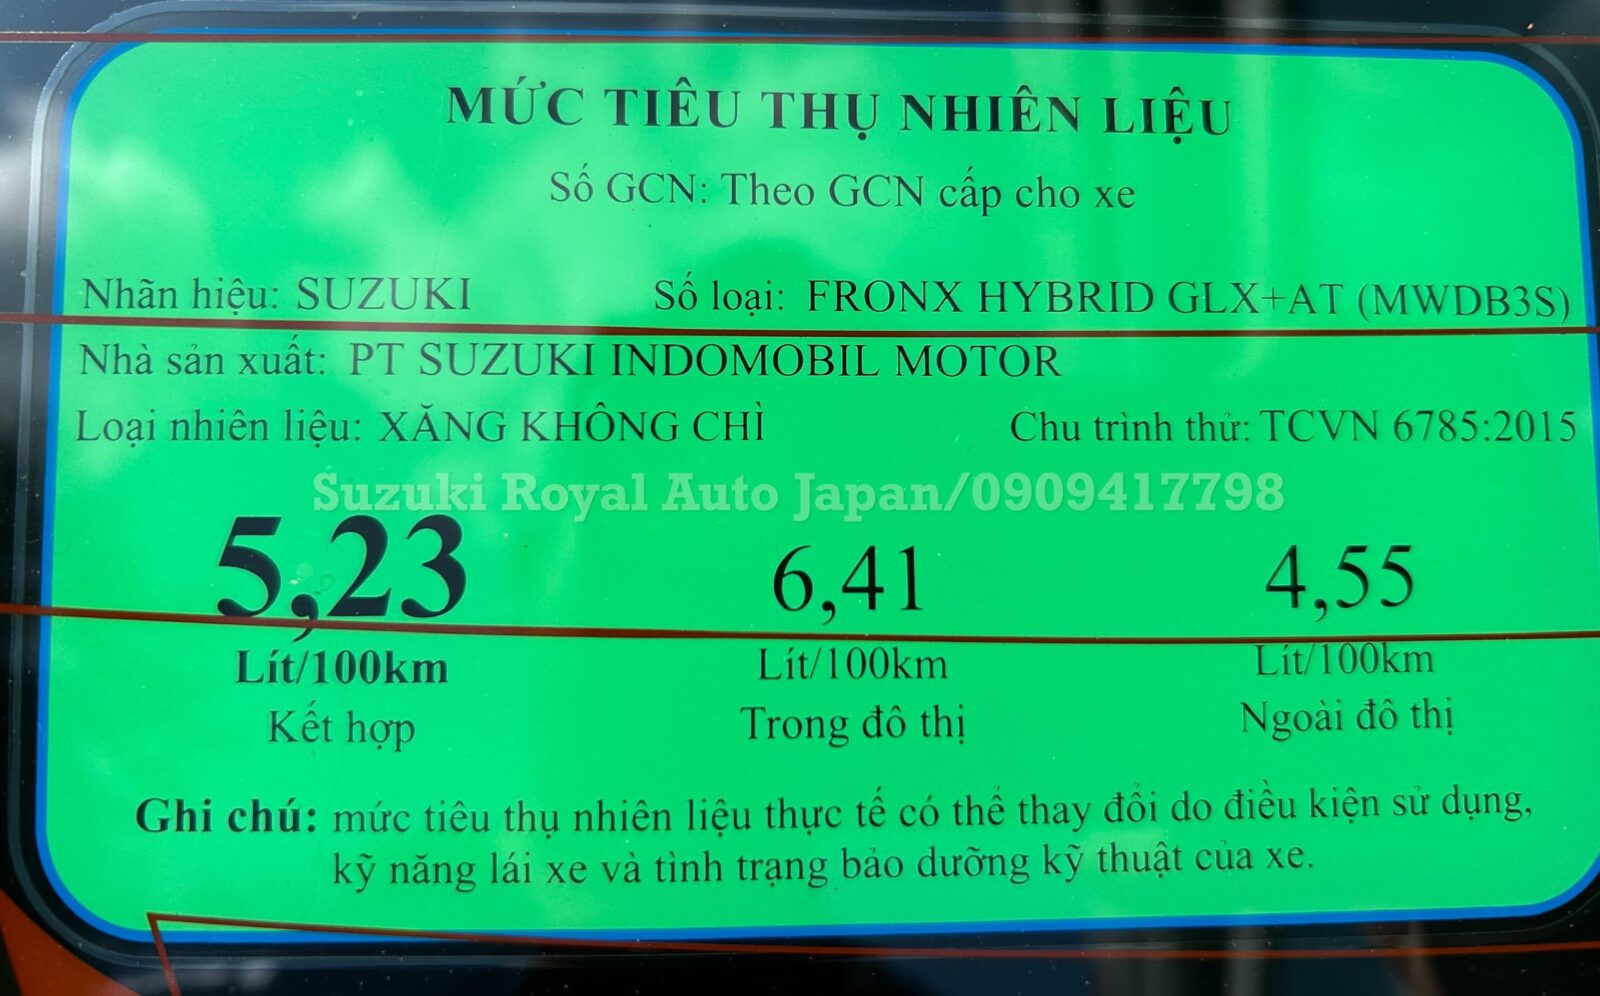 MỨC TIÊU THỤ NHIÊN LIỆU
Số GCN: Theo GCN cấp cho xe
Nhãn hiệu: SUZUKI Số loại: FRONX HYBRID GLX+AT (MWDB3S)
Nhà sản xuất: PT SUZUKI INDOMOBIL MOTOR
Loại nhiên liệu: XĂNG KHÔNG CHÌ Chu trình thử: TCVN 6785:2015
Suzuki Royal Auto Japan/0909417798
5,23 6,41 4,55
Lít/100km Lít/100km Lít/100km
Kết hợp Trong đô thị Ngoài đô thị
Ghi chú: mức tiêu thụ nhiên liệu thực tế có thể thay đổi do điều kiện sử dụng,
kỹ năng lái xe và tình trạng bảo dưỡng kỹ thuật của xe.